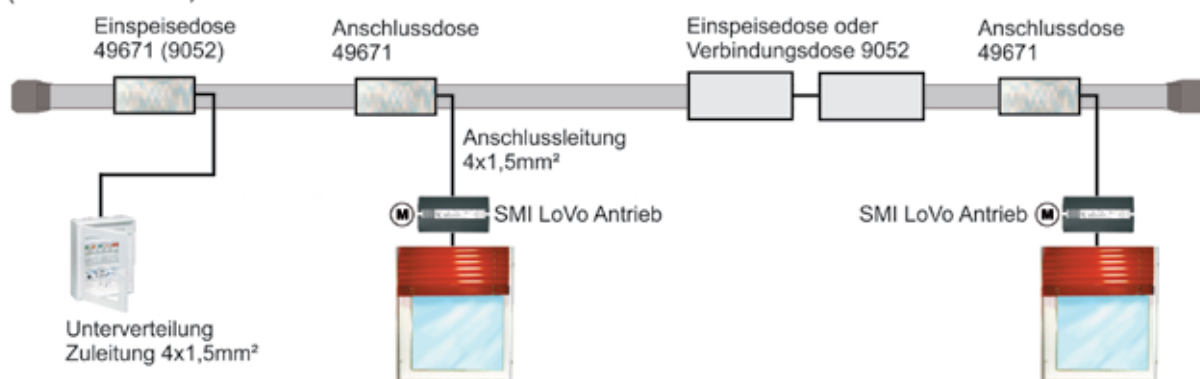 Einspeisedose
49671 (9052)
Anschlussdose
49671
Einspeisedose oder
Verbindungsdose 9052
Anschlussdose
49671
Anschlussleitung
4x1,5mm²
M
SMI LoVo Antrieb
SMI LoVo Antrieb
M
Unterverteilung
Zuleitung 4x1,5mm²